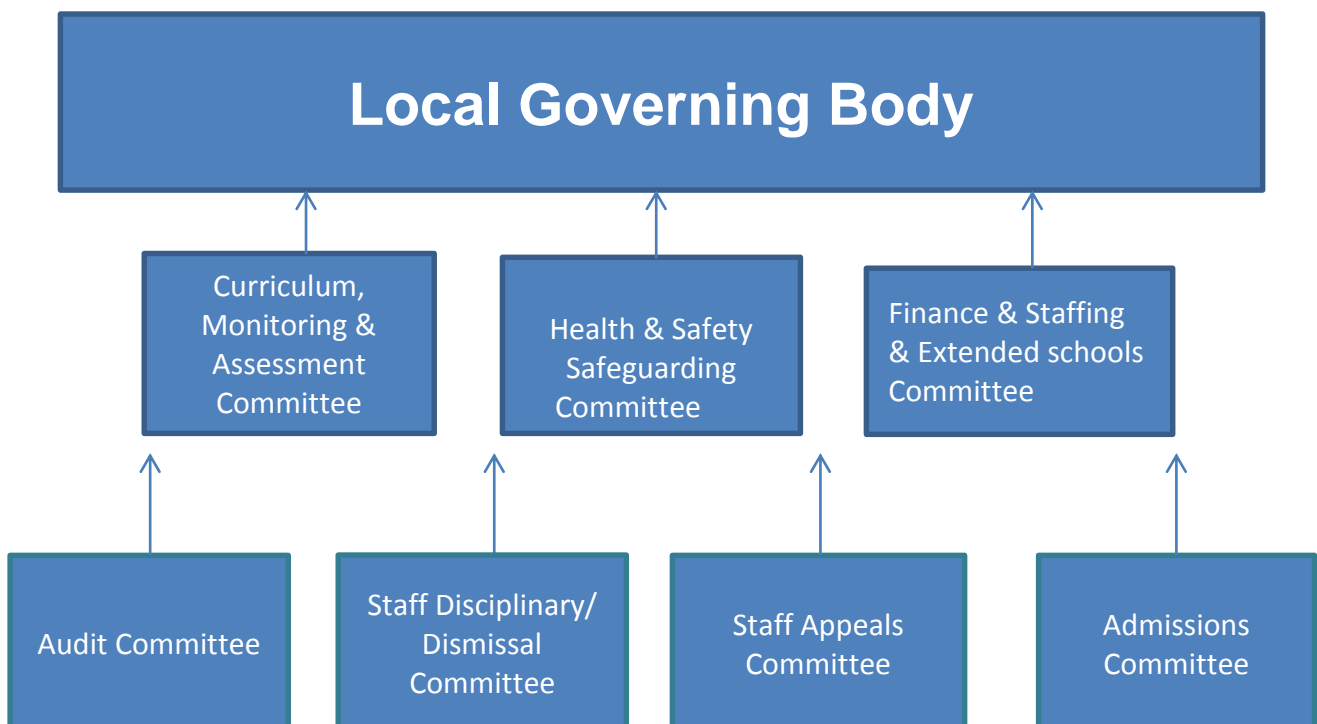 Local Governing Body
Curriculum,
Monitoring &
Assessment
Committee
Health & Safety
Safeguarding
Committee
Finance & Staffing
& Extended schools
Committee
Audit Committee
Staff Disciplinary/
Dismissal
Committee
Staff Appeals
Committee
Admissions
Committee